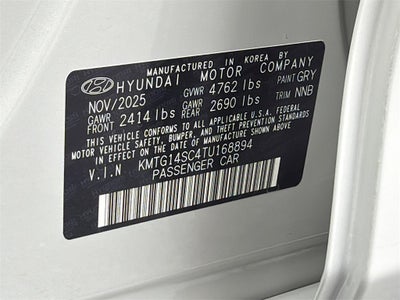 MANUFACTURED IN KOREA BY
HYUNDAI MOTOR COMPANY
NOV/2025 GVWR 4762 lbs PAINT GRY
FRONT 2414 lbs GAWR REAR 2690 lbs TRIM NNB
THIS VEHICLE CONFORMS TO ALL APPLICABLE U.S.A. FEDERAL
MOTOR VEHICLE SAFETY, BUMPER, AND THEFT PREVENTION
STANDARDS IN EFFECT ON THE DATE OF MANUFACTURE
SHOWN ABOVE.
V.I.N KMTG14SC4TU168894
PASSENGER CAR